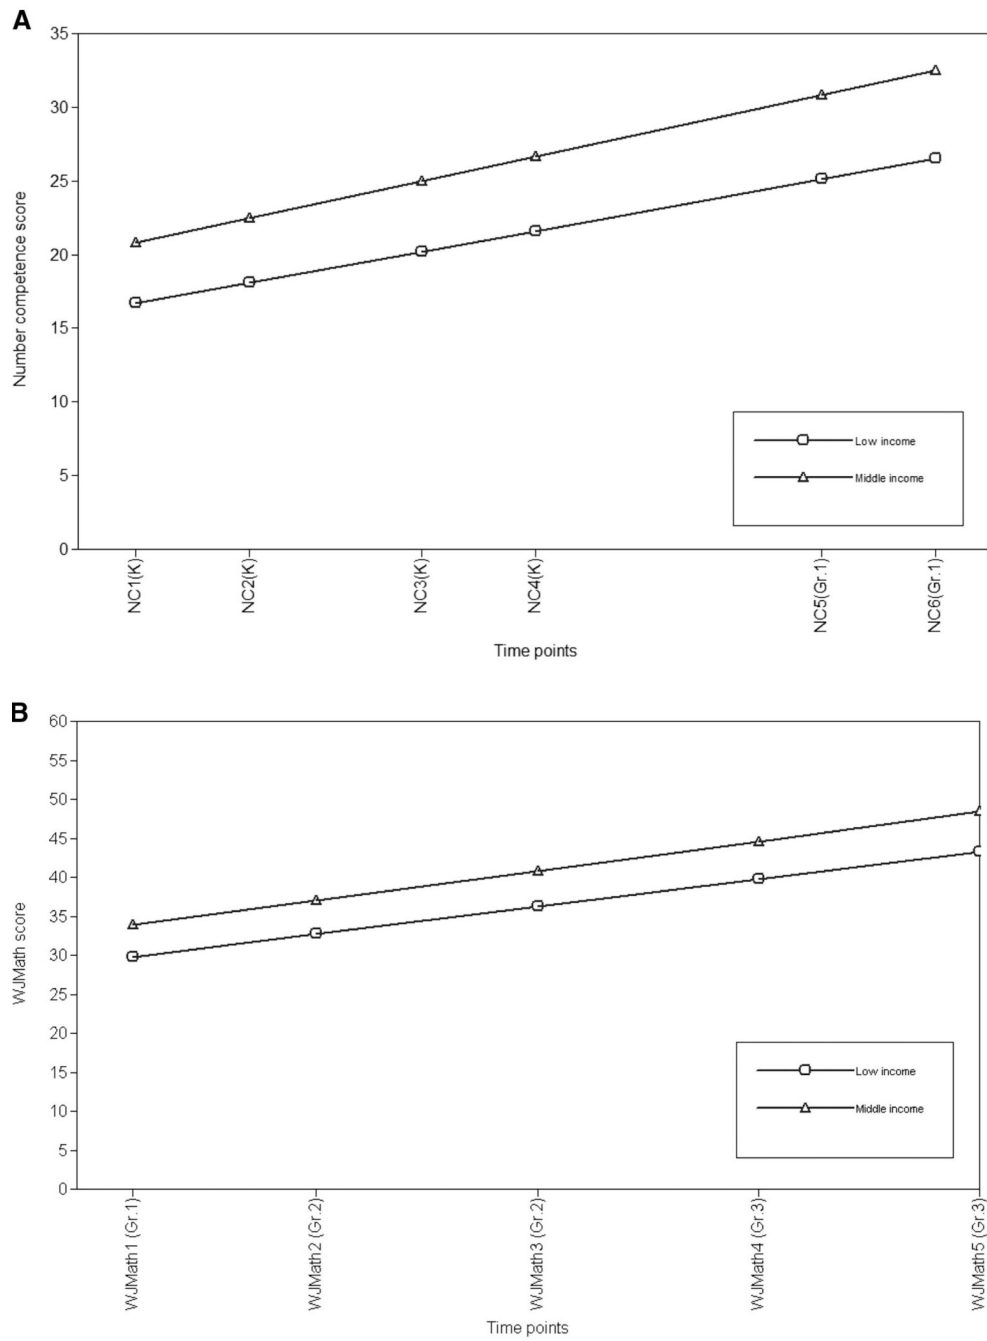 A
35
30
25
20
15
10
5
0
Number competence score
Low income
Middle income
NC1(K)
NC2(K)
NC3(K)
NC4(K)
NC5(Gr.1)
NC6(Gr.1)
Time points
B
60
55
50
45
40
35
30
25
20
15
10
5
0
WJMath score
Low income
Middle income
WJMath1 (Gr.1)
WJMath2 (Gr.2)
WJMath3 (Gr.2)
WJMath4 (Gr.3)
WJMath5 (Gr.3)
Time points